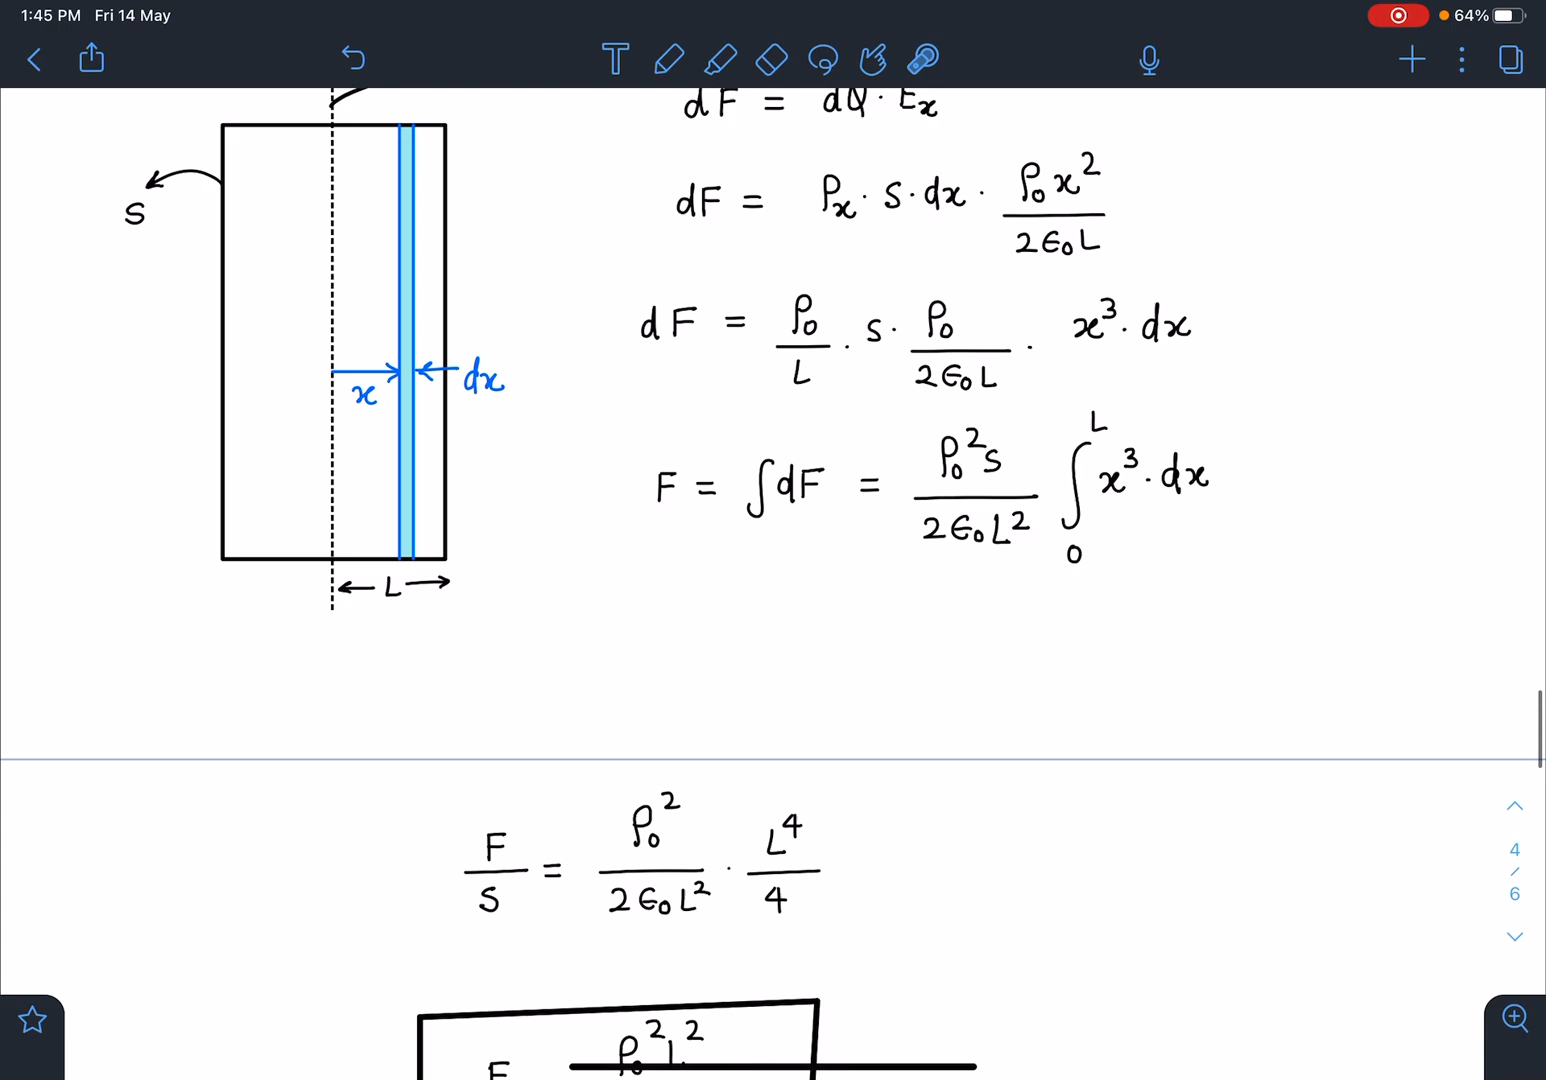 1:45 PM Fri 14 May 64%
dF = dQ · Ex
S
dF = ρx · S · dx · ρ₀x² / 2ε₀L
dF = ρ₀ / L · S · ρ₀ / 2ε₀L · x³ · dx
x dx
F = ∫dF = ρ₀²S / 2ε₀L² ∫₀ᴸ x³ · dx
L
F / S = ρ₀² / 2ε₀L² · L⁴ / 4
4 / 6
F ρ₀²L²